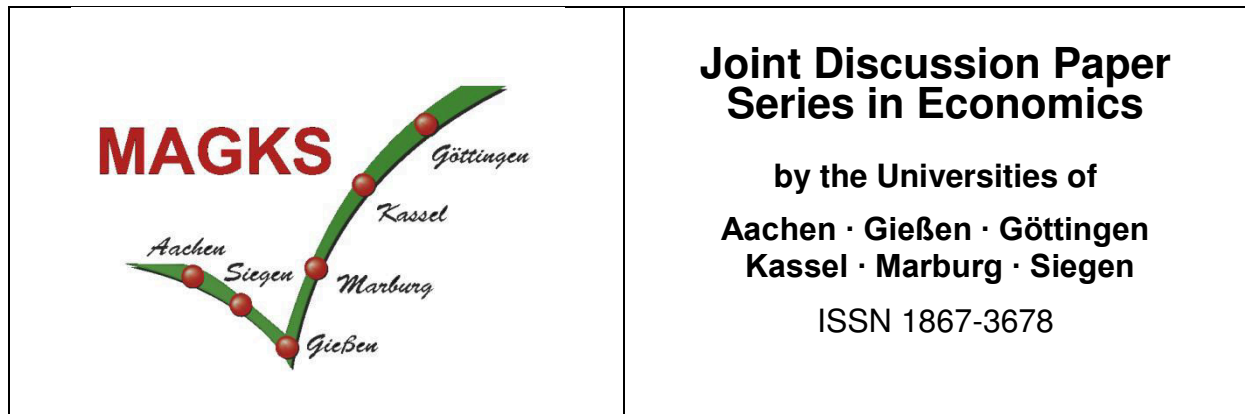 MAGKS
Göttingen
Kassel
Aachen
Siegen
Marburg
Gießen
Joint Discussion Paper
Series in Economics
by the Universities of
Aachen · Gießen · Göttingen
Kassel · Marburg · Siegen
ISSN 1867-3678